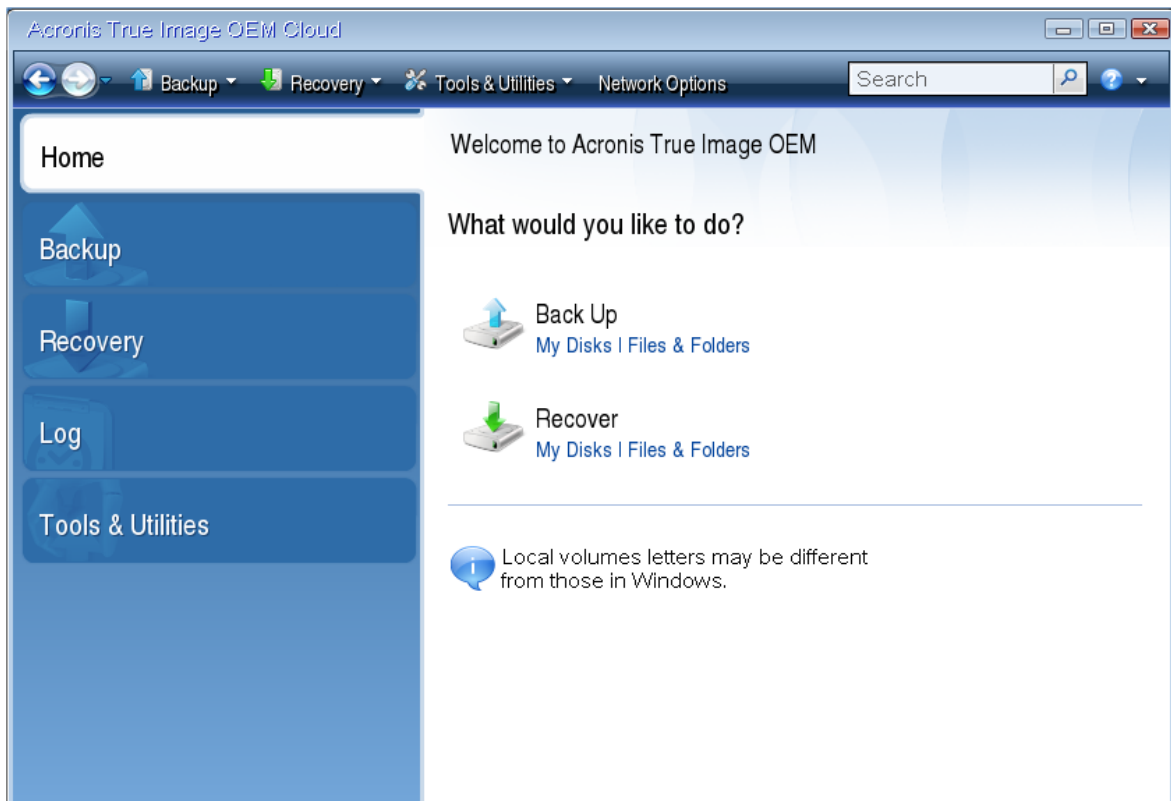 Acronis True Image OEM Cloud
Backup Recovery Tools & Utilities Network Options Search
Home
Backup
Recovery
Log
Tools & Utilities
Welcome to Acronis True Image OEM
What would you like to do?
Back Up
My Disks | Files & Folders
Recover
My Disks | Files & Folders
Local volumes letters may be different
from those in Windows.